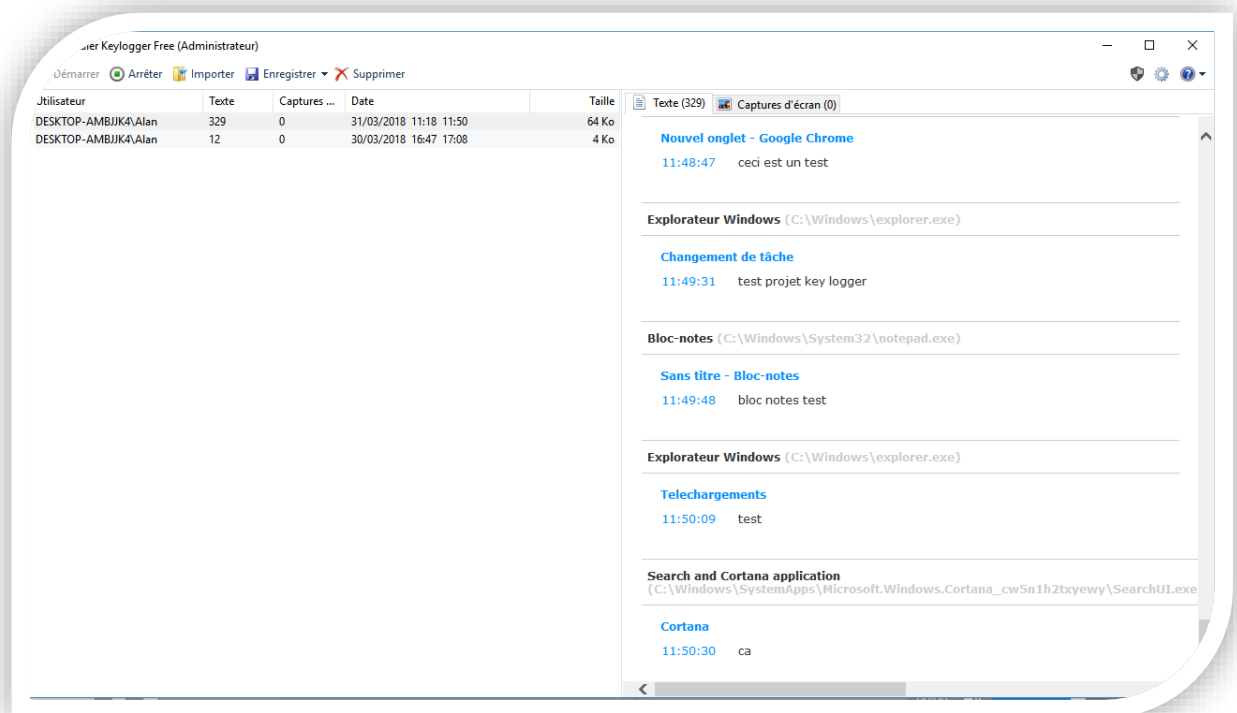 Keylogger Free (Administrateur)
Démarrer Arrêter Importer Enregistrer Supprimer
Utilisateur Texte Captures ... Date Taille
DESKTOP-AMBJJK4\Alan 329 0 31/03/2018 11:18 11:50 64 Ko
DESKTOP-AMBJJK4\Alan 12 0 30/03/2018 16:47 17:08 4 Ko
Texte (329) Captures d'écran (0)
Nouvel onglet - Google Chrome
11:48:47 ceci est un test
Explorateur Windows (C:\Windows\explorer.exe)
Changement de tâche
11:49:31 test projet key logger
Bloc-notes (C:\Windows\System32\notepad.exe)
Sans titre - Bloc-notes
11:49:48 bloc notes test
Explorateur Windows (C:\Windows\explorer.exe)
Telechargements
11:50:09 test
Search and Cortana application
(C:\Windows\SystemApps\Microsoft.Windows.Cortana_cw5n1h2txyewy\SearchUI.exe
Cortana
11:50:30 ca